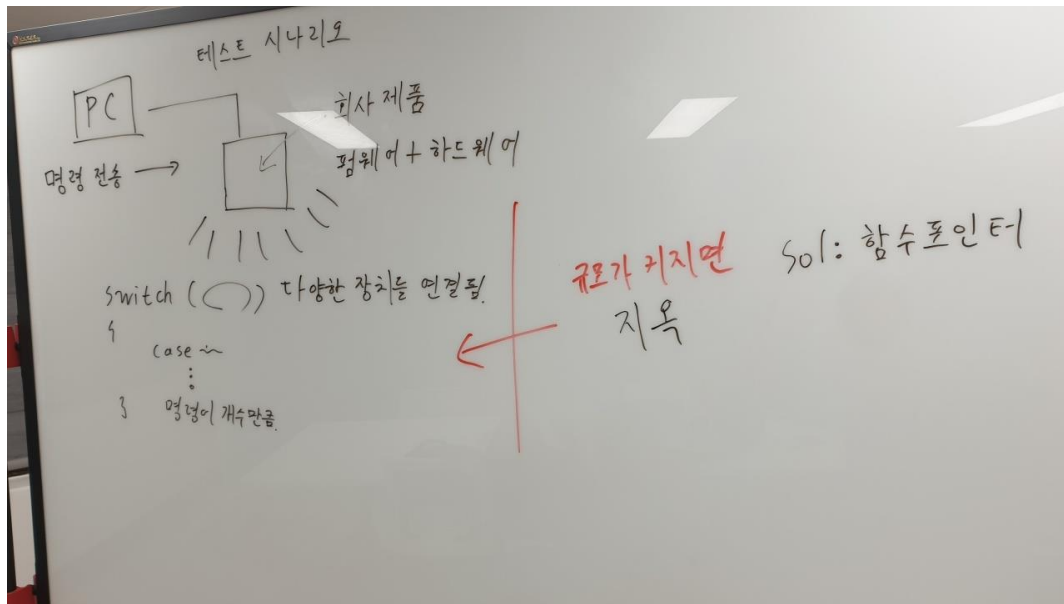 테스트 시나리오
PC
회사 제품
펌웨어 + 하드웨어
명령 전송 →
switch ( ) 다양한 장치를 연결됨.
{
case ~
⋮
} 명령어 개수만큼.
규모가 커지면
지옥
Sol: 함수포인터